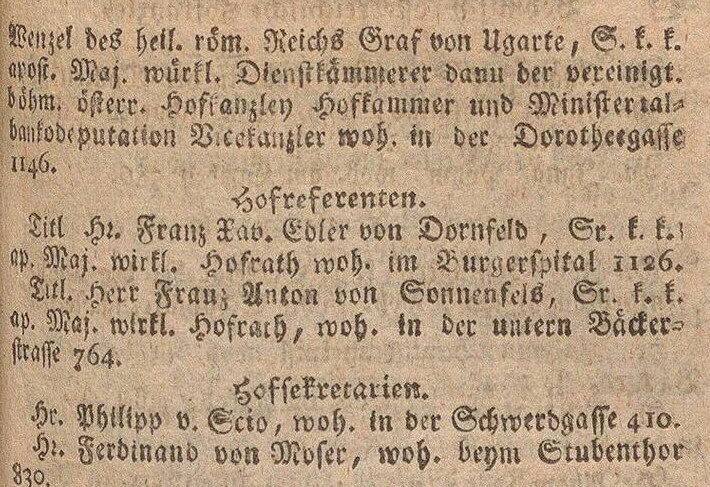 Wenzel des heil. röm. Reichs Graf von Ugarte, S. k. k.
apost. Maj. würkl. Dienstkämmerer dann der vereinigt.
böhm. österr. Hofkanzley Hofkammer und Ministerial-
bankodeputation Vicekanzler woh. in der Dorotheegasse
1146.
Hofreferenten.
Titl Hr. Franz Xav. Edler von Dornfeld, Sr. k. k.
ap. Maj. wirkl. Hofrath woh. im Burgerspital 1126.
Titl. Herr Franz Anton von Sonnenfels, Sr. k. k.
ap. Maj. wirkl. Hofrath, woh. in der untern Bäcker-
strasse 764.
Hofsekretarien.
Hr. Philipp v. Scio, woh. in der Schwerdgasse 410.
Hr. Ferdinand von Moser, woh. beym Stubenthor
830.